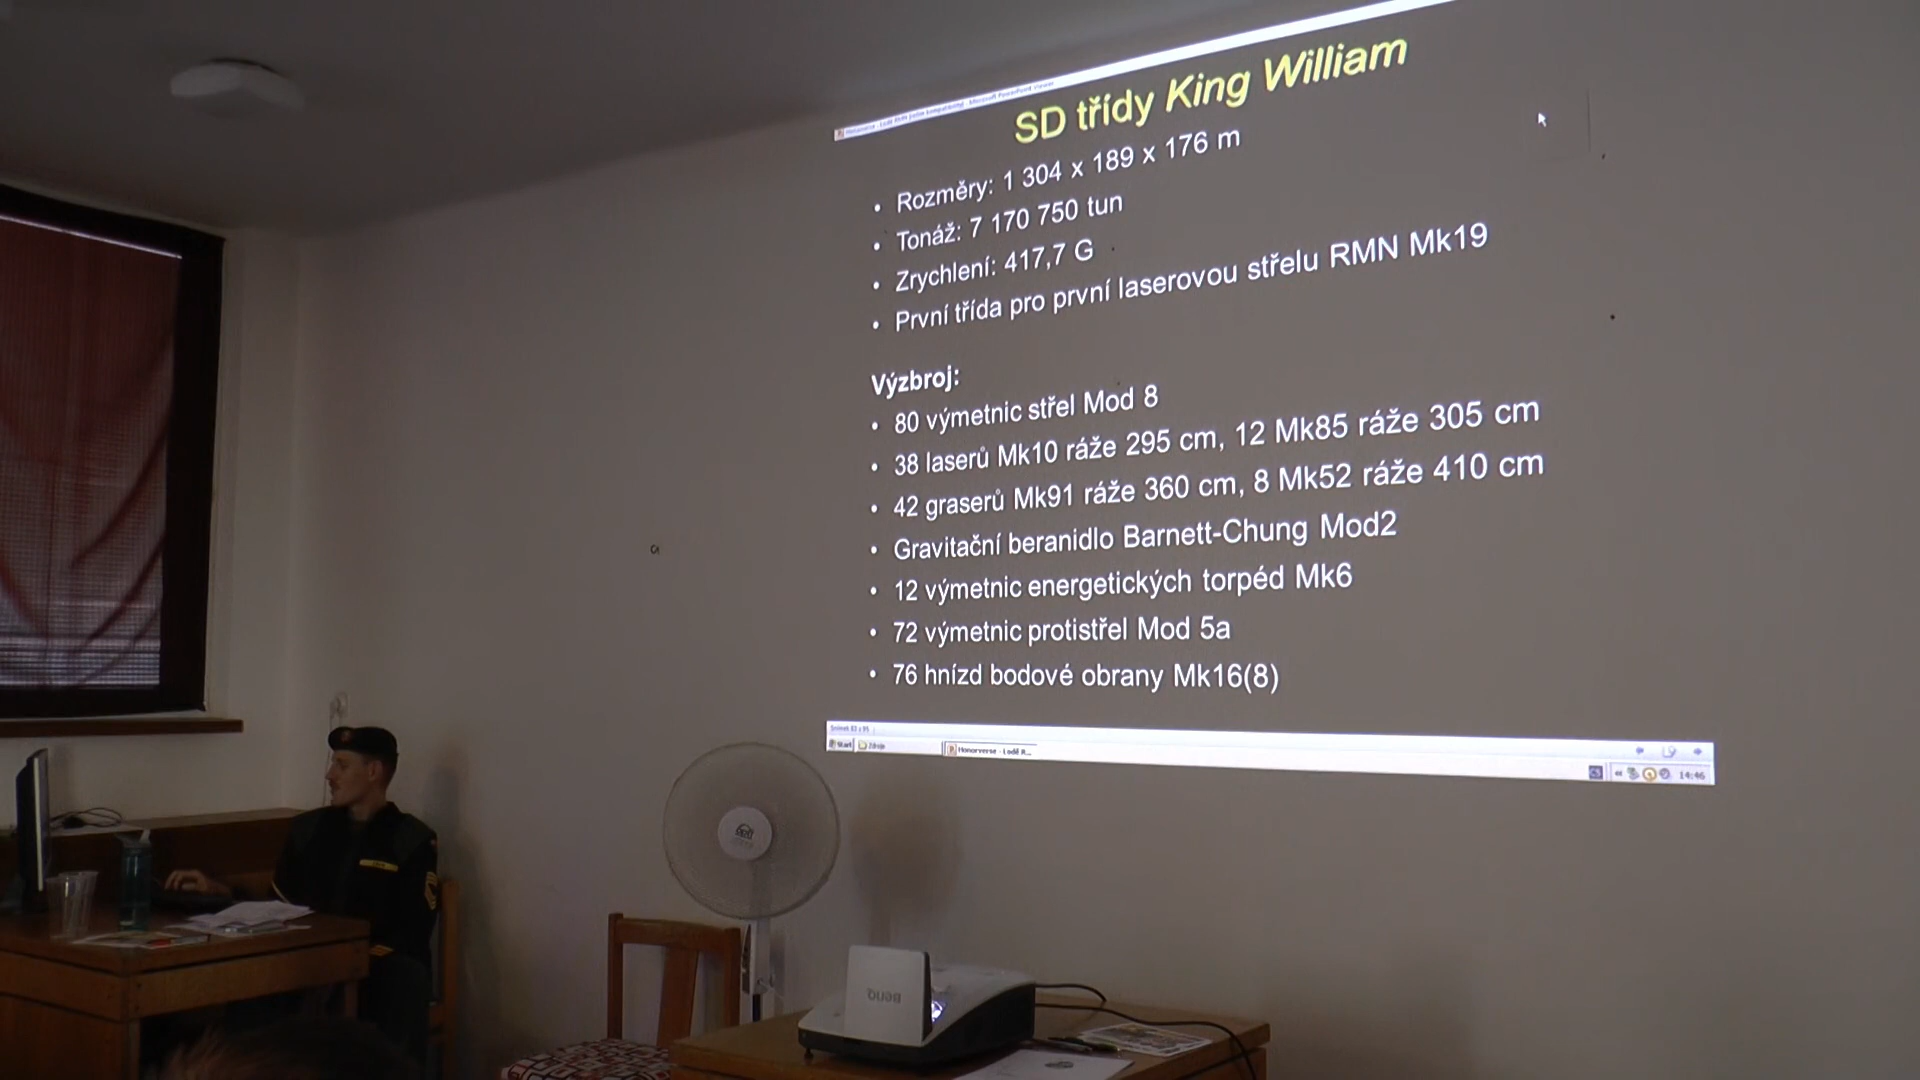 SD třídy King William
• Rozměry: 1 304 x 189 x 176 m
• Tonáž: 7 170 750 tun
• Zrychlení: 417,7 G
• První třída pro první laserovou střelu RMN Mk19
Výzbroj:
• 80 výmetnic střel Mod 8
• 38 laserů Mk10 ráže 295 cm, 12 Mk85 ráže 305 cm
• 42 graserů Mk91 ráže 360 cm, 8 Mk52 ráže 410 cm
• Gravitační beranidlo Barnett-Chung Mod2
• 12 výmetnic energetických torpéd Mk6
• 72 výmetnic protistřel Mod 5a
• 76 hnízd bodové obrany Mk16(8)
Start
Honorverse - Lodě R...
CS
14:46
BenQ